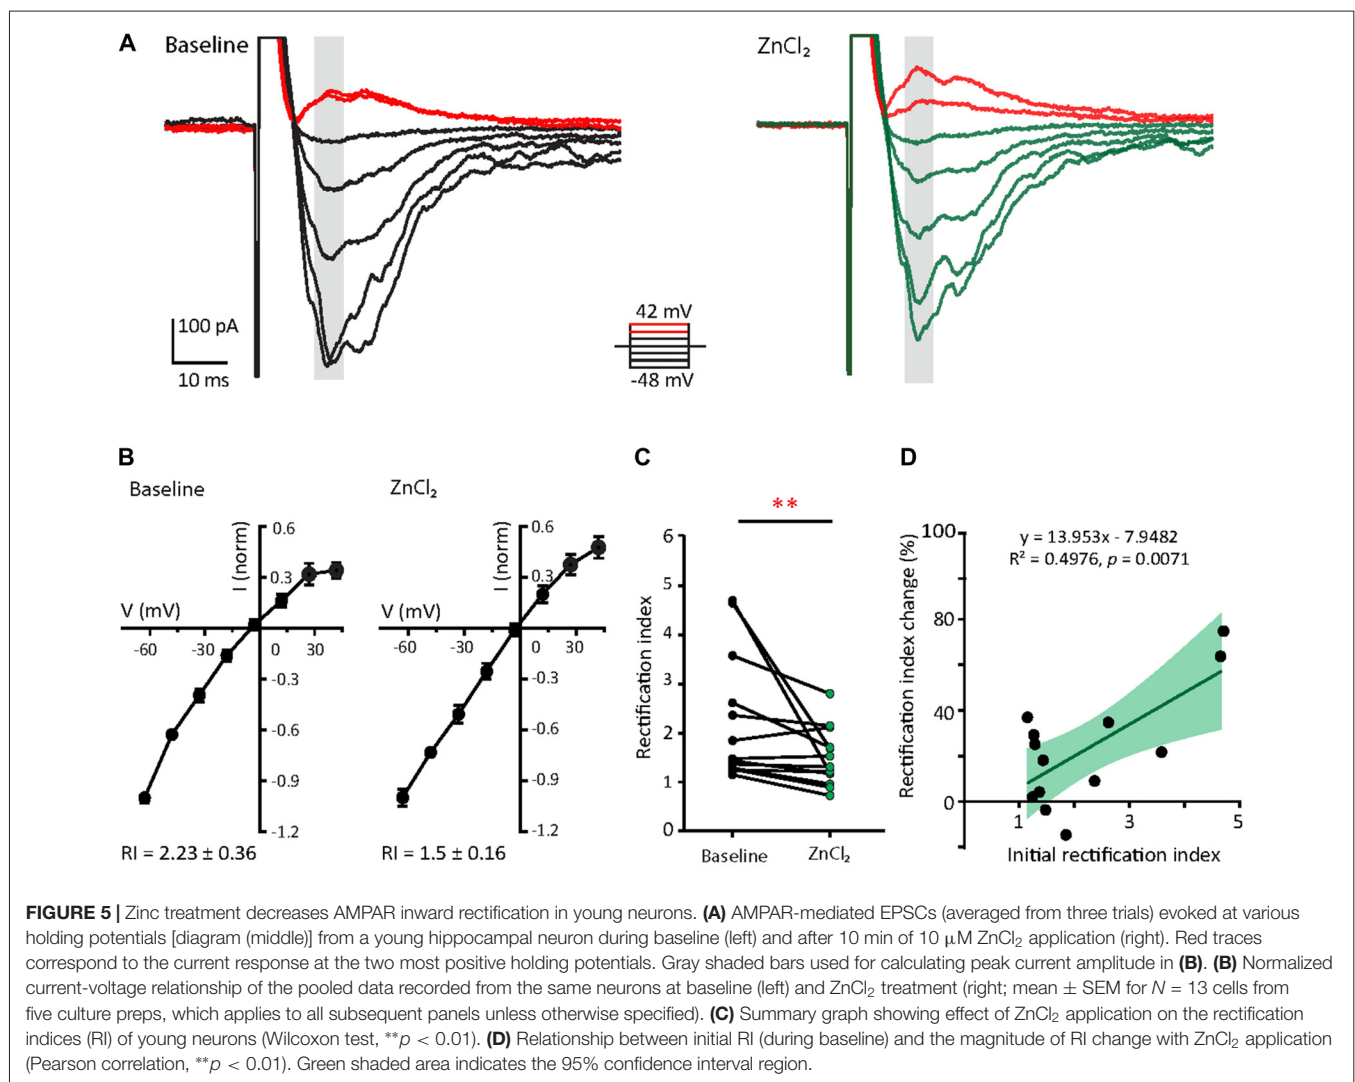 A
Baseline
ZnCl₂
100 pA
10 ms
42 mV
-48 mV
B
Baseline
ZnCl₂
I (norm)
0.6
0.3
V (mV)
-60
-30
0
30
-0.3
-0.6
-0.9
-1.2
RI = 2.23 ± 0.36
I (norm)
0.6
0.3
V (mV)
-60
-30
0
30
-0.3
-0.6
-0.9
-1.2
RI = 1.5 ± 0.16
C
**
Rectification index
6
5
4
3
2
1
0
Baseline
ZnCl₂
D
y = 13.953x - 7.9482
R² = 0.4976, p = 0.0071
Rectification index change (%)
100
80
40
0
1
3
5
Initial rectification index
FIGURE 5 | Zinc treatment decreases AMPAR inward rectification in young neurons. (A) AMPAR-mediated EPSCs (averaged from three trials) evoked at various
holding potentials [diagram (middle)] from a young hippocampal neuron during baseline (left) and after 10 min of 10 μM ZnCl₂ application (right). Red traces
correspond to the current response at the two most positive holding potentials. Gray shaded bars used for calculating peak current amplitude in (B). (B) Normalized
current-voltage relationship of the pooled data recorded from the same neurons at baseline (left) and ZnCl₂ treatment (right; mean ± SEM for N = 13 cells from
five culture preps, which applies to all subsequent panels unless otherwise specified). (C) Summary graph showing effect of ZnCl₂ application on the rectification
indices (RI) of young neurons (Wilcoxon test, **p < 0.01). (D) Relationship between initial RI (during baseline) and the magnitude of RI change with ZnCl₂ application
(Pearson correlation, **p < 0.01). Green shaded area indicates the 95% confidence interval region.